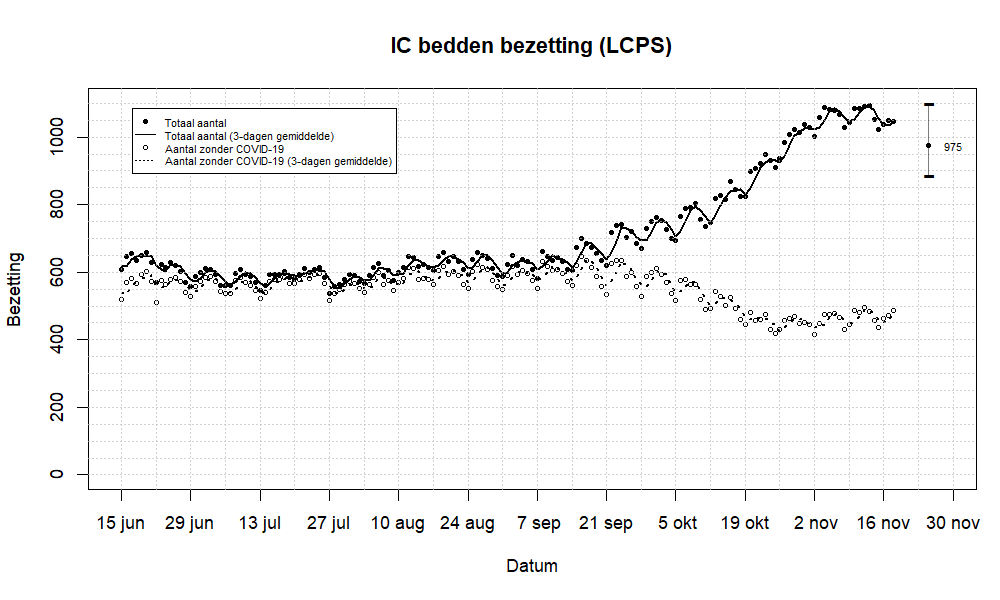 IC bedden bezetting (LCPS)
Totaal aantal
Totaal aantal (3-dagen gemiddelde)
Aantal zonder COVID-19
Aantal zonder COVID-19 (3-dagen gemiddelde)
975
Bezetting
1000
800
600
400
200
0
15 jun 29 jun 13 jul 27 jul 10 aug 24 aug 7 sep 21 sep 5 okt 19 okt 2 nov 16 nov 30 nov
Datum